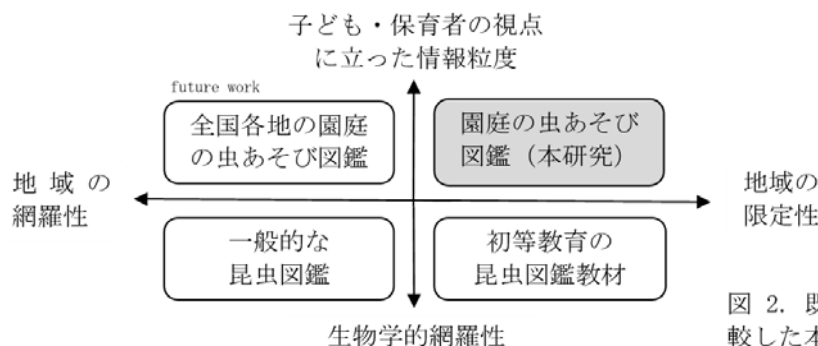 子ども・保育者の視点
に立った情報粒度
future work
全国各地の園庭
の虫あそび図鑑
園庭の虫あそび
図鑑（本研究）
地域の
網羅性
地域の
限定性
一般的な
昆虫図鑑
初等教育の
昆虫図鑑教材
生物学的網羅性
図 2. 既
較した本